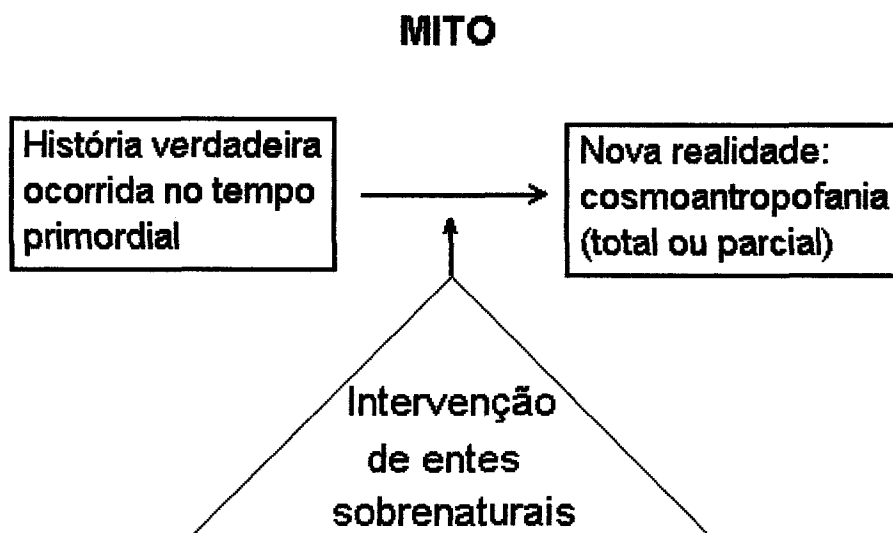 MITO
História verdadeira
ocorrida no tempo
primordial
Nova realidade:
cosmoantropofania
(total ou parcial)
Intervenção
de entes
sobrenaturais